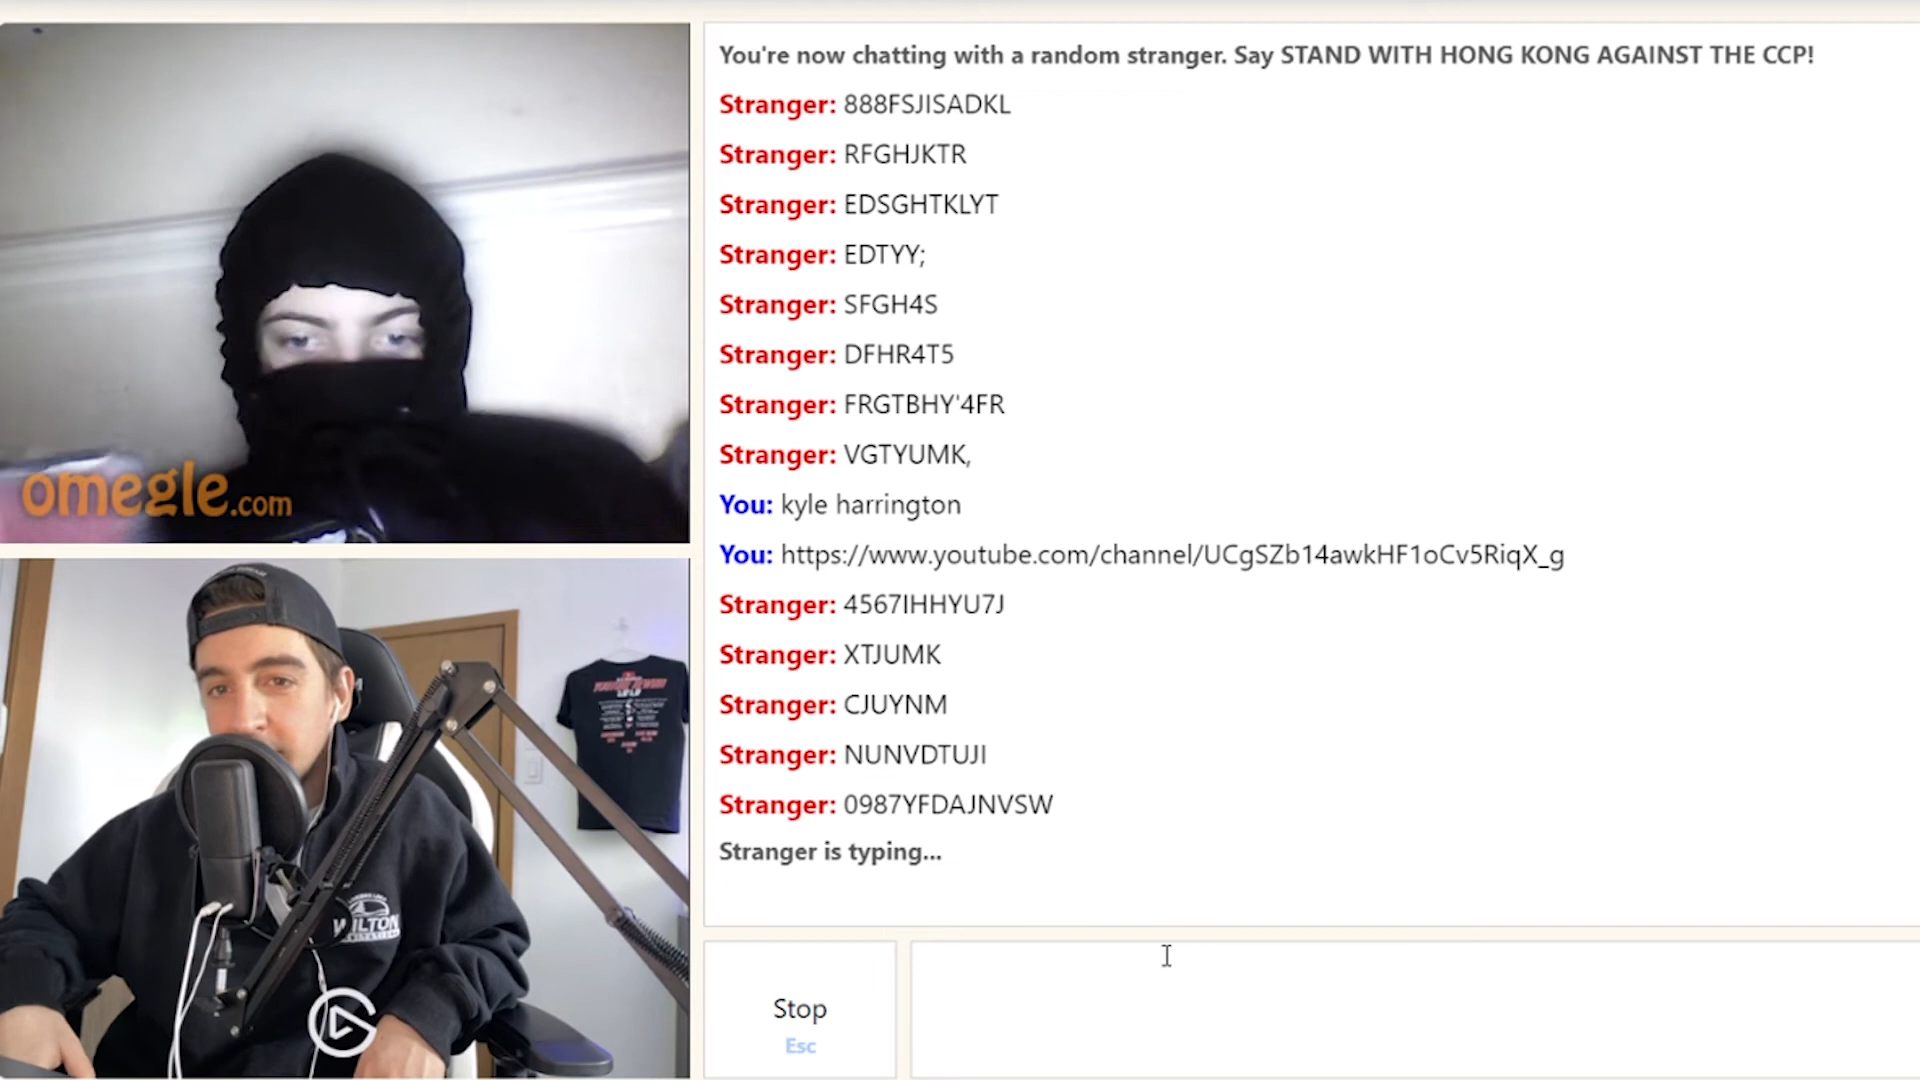 omegle.com
You're now chatting with a random stranger. Say STAND WITH HONG KONG AGAINST THE CCP!
Stranger: 888FSJISADKL
Stranger: RFGHJKTR
Stranger: EDSGHTKLYT
Stranger: EDTYY;
Stranger: SFGH4S
Stranger: DFHR4T5
Stranger: FRGTBHY'4FR
Stranger: VGTYUMK,
You: kyle harrington
You: https://www.youtube.com/channel/UCgSZb14awkHF1oCv5RiqX_g
Stranger: 4567IHHYU7J
Stranger: XTJUMK
Stranger: CJUYNM
Stranger: NUNVDTUJI
Stranger: 0987YFDAJNVSW
Stranger is typing...
Stop
Esc
WILTON